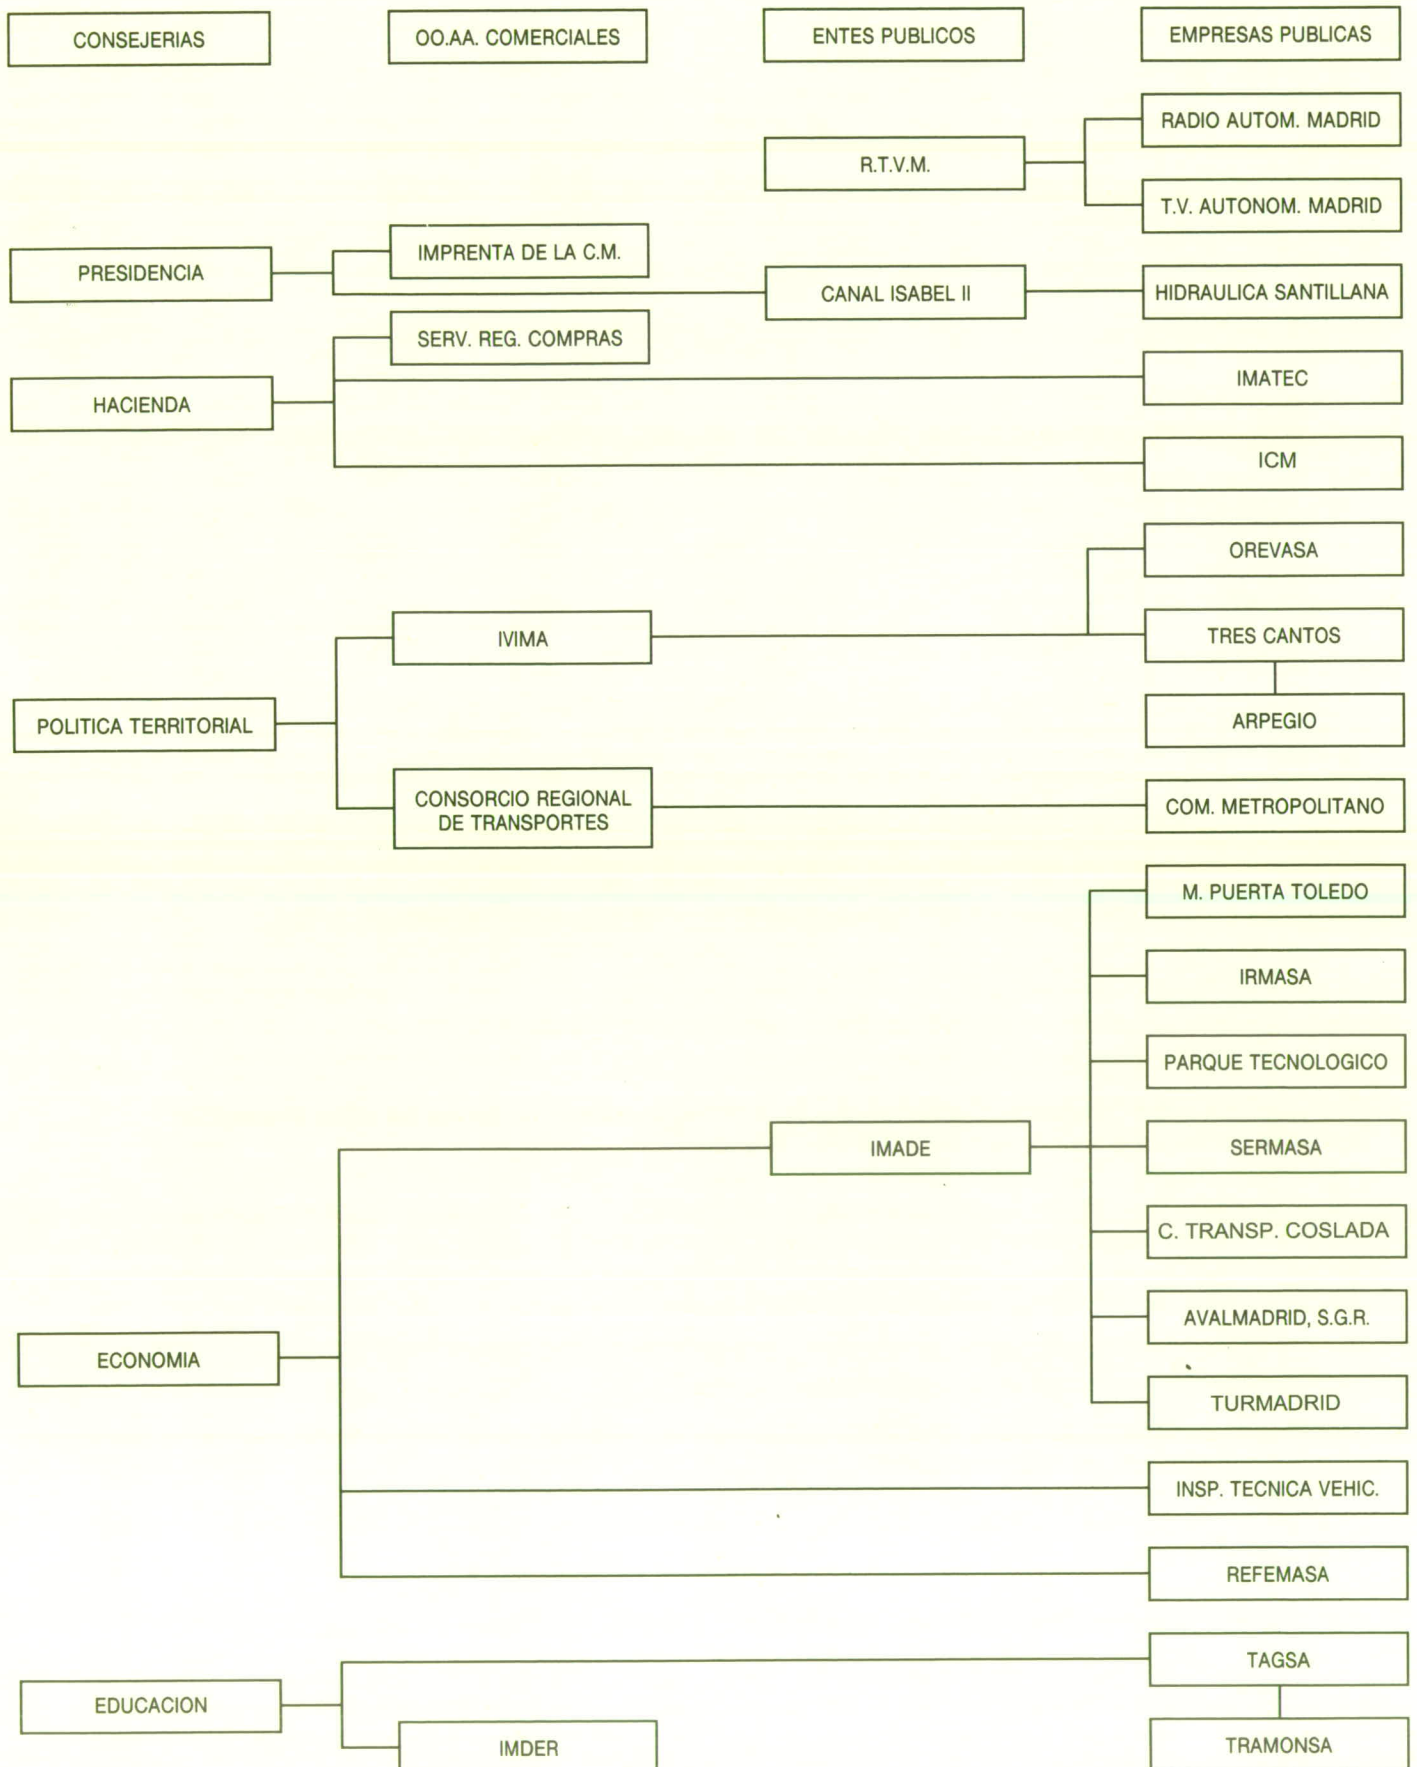 CONSEJERIAS
OO.AA. COMERCIALES
ENTES PUBLICOS
EMPRESAS PUBLICAS
RADIO AUTOM. MADRID
R.T.V.M.
T.V. AUTONOM. MADRID
IMPRENTA DE LA C.M.
PRESIDENCIA
CANAL ISABEL II
HIDRAULICA SANTILLANA
SERV. REG. COMPRAS
IMATEC
HACIENDA
ICM
OREVASA
IVIMA
TRES CANTOS
POLITICA TERRITORIAL
ARPEGIO
CONSORCIO REGIONAL
DE TRANSPORTES
COM. METROPOLITANO
M. PUERTA TOLEDO
IRMASA
PARQUE TECNOLOGICO
IMADE
SERMASA
C. TRANSP. COSLADA
AVALMADRID, S.G.R.
ECONOMIA
TURMADRID
INSP. TECNICA VEHIC.
REFEMASA
TAGSA
EDUCACION
IMDER
TRAMONSA